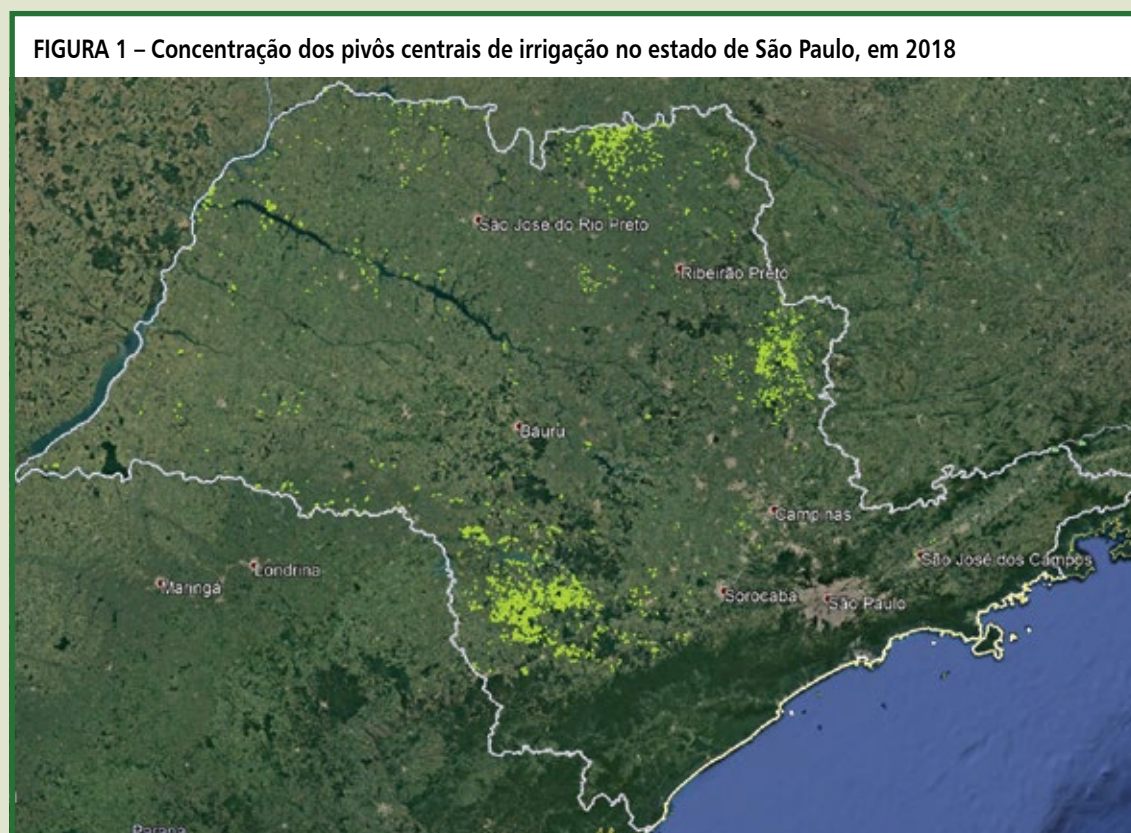 FIGURA 1 – Concentração dos pivôs centrais de irrigação no estado de São Paulo, em 2018
São José do Rio Preto
Ribeirão Preto
Bauru
Campinas
São José dos Campos
Londrina
Maringá
Sorocaba
São Paulo
Parana